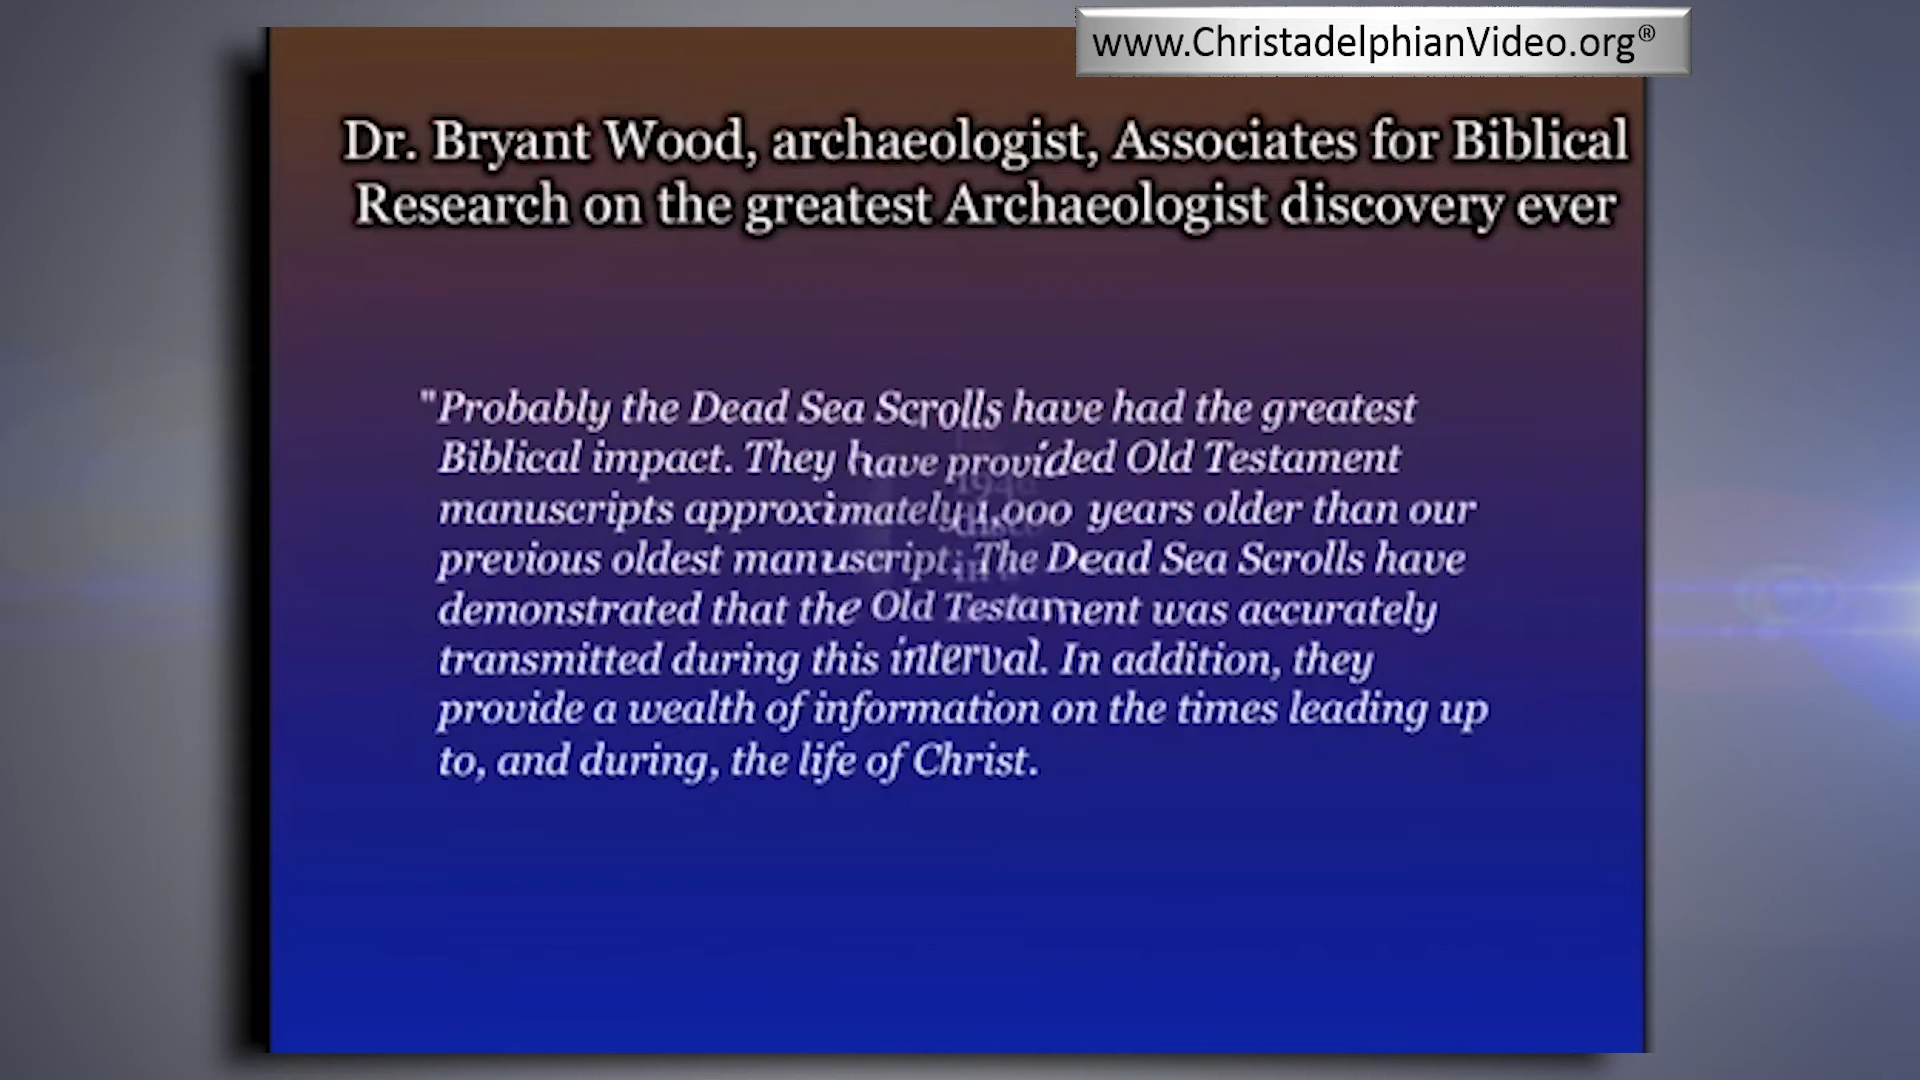 www.ChristadelphianVideo.org®
Dr. Bryant Wood, archaeologist, Associates for Biblical
Research on the greatest Archaeologist discovery ever
"Probably the Dead Sea Scrolls have had the greatest
Biblical impact. They have provided Old Testament
manuscripts approximately 1,000 years older than our
previous oldest manuscript. The Dead Sea Scrolls have
demonstrated that the Old Testament was accurately
transmitted during this interval. In addition, they
provide a wealth of information on the times leading up
to, and during, the life of Christ.